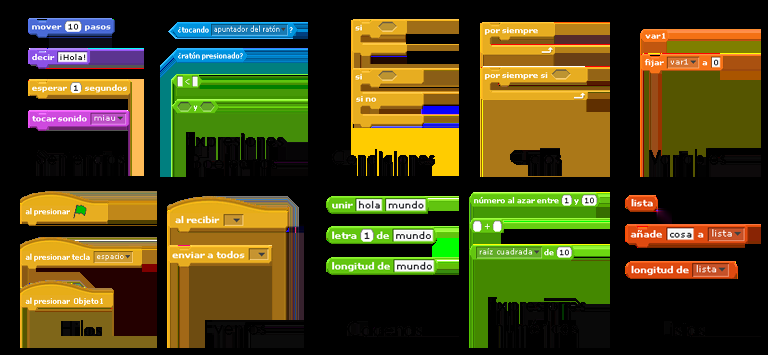 mover 10 pasos
decir ¡Hola!
esperar 1 segundos
tocar sonido miau
¿tocando apuntador del ratón ?
¿ratón presionado?
<
y
si
si
si no
por siempre
por siempre si
var1
fijar var1 a 0
al presionar
al presionar tecla espacio
al presionar Objeto1
Hilos
al recibir
enviar a todos
Eventos
unir hola mundo
letra 1 de mundo
longitud de mundo
número al azar entre 1 y 10
+
raíz cuadrada de 10
lista
añade cosa a lista
longitud de lista